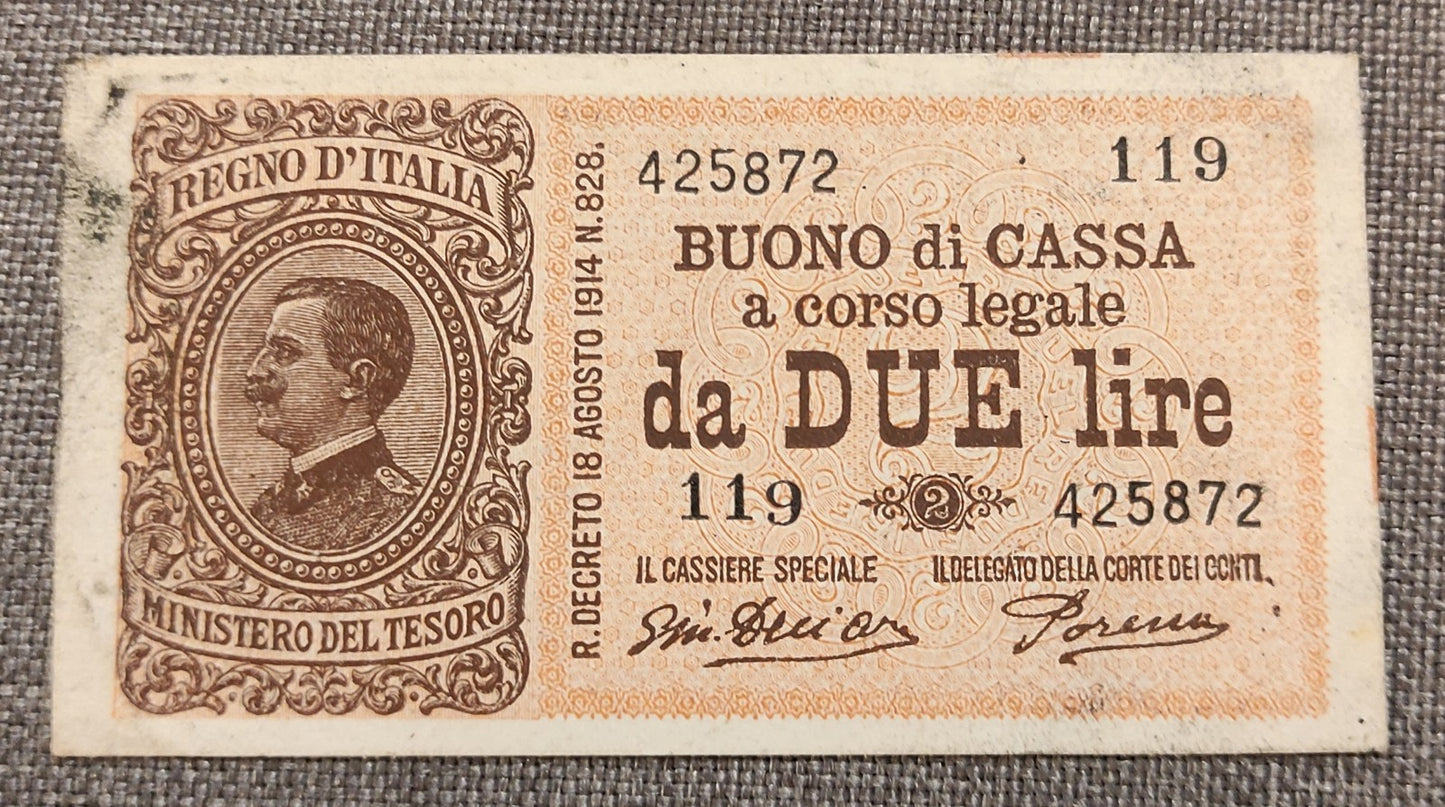 REGNO D'ITALIA
MINISTERO DEL TESORO
R. DECRETO 18 AGOSTO 1914 N. 828.
425872 119
BUONO di CASSA
a corso legale
da DUE lire
119 2 425872
IL CASSIERE SPECIALE IL DELEGATO DELLA CORTE DEI CONTI.
Porena